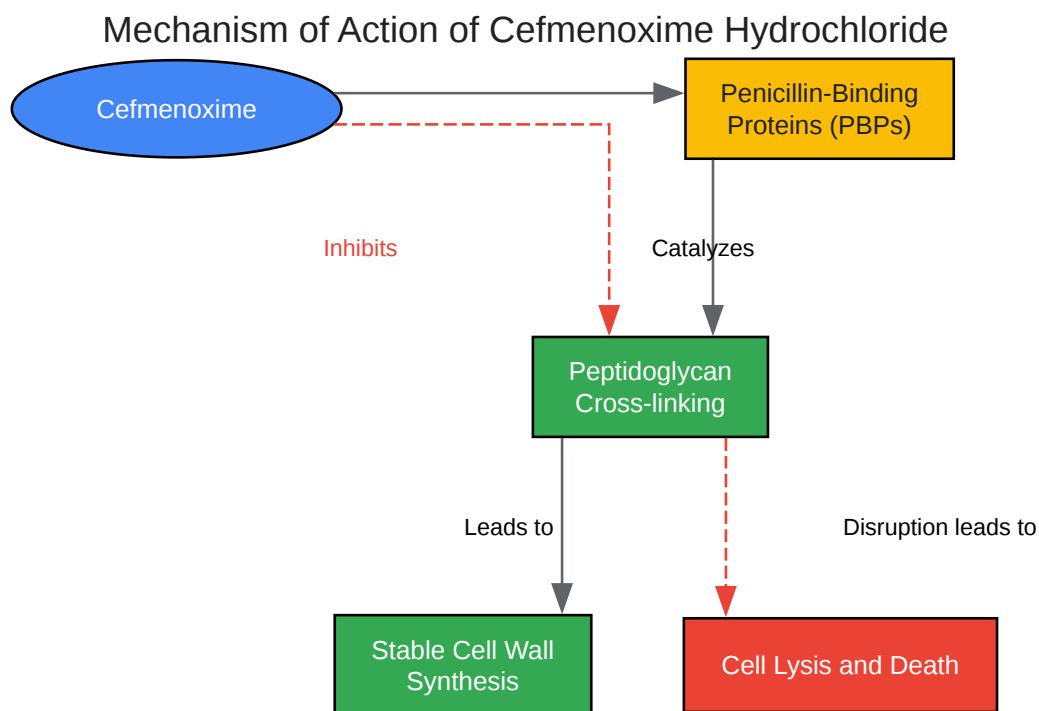 Mechanism of Action of Cefmenoxime Hydrochloride
Cefmenoxime
Penicillin-Binding
Proteins (PBPs)
Inhibits
Catalyzes
Peptidoglycan
Cross-linking
Leads to
Disruption leads to
Stable Cell Wall
Synthesis
Cell Lysis and Death